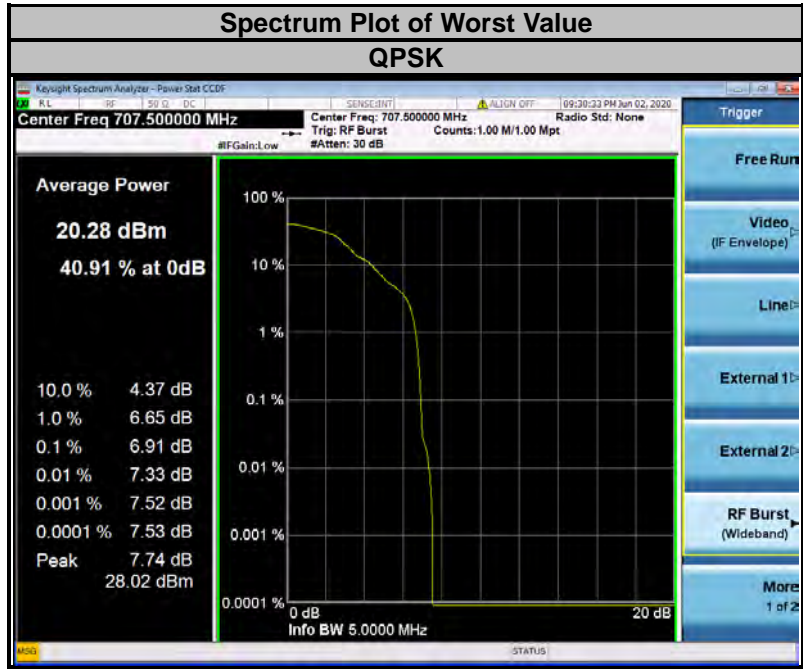 Spectrum Plot of Worst Value
QPSK
Keysight Spectrum Analyzer - Power Stat CCDF
LXI RL RF 50 Ω DC SENSE:INT ALIGN OFF 09:30:33 PM Jun 02, 2020
Center Freq 707.500000 MHz
Center Freq: 707.500000 MHz Radio Std: None
Trig: RF Burst Counts:1.00 M/1.00 Mpt
#IFGain:Low #Atten: 30 dB
Average Power
20.28 dBm
40.91 % at 0dB
10.0 % 4.37 dB
1.0 % 6.65 dB
0.1 % 6.91 dB
0.01 % 7.33 dB
0.001 % 7.52 dB
0.0001 % 7.53 dB
Peak 7.74 dB
28.02 dBm
100 %
10 %
1 %
0.1 %
0.01 %
0.001 %
0.0001 %
0 dB 20 dB
Info BW 5.0000 MHz
Trigger
Free Run
Video
(IF Envelope)
Line
External 1
External 2
RF Burst
(Wideband)
More
1 of 2
MSG STATUS